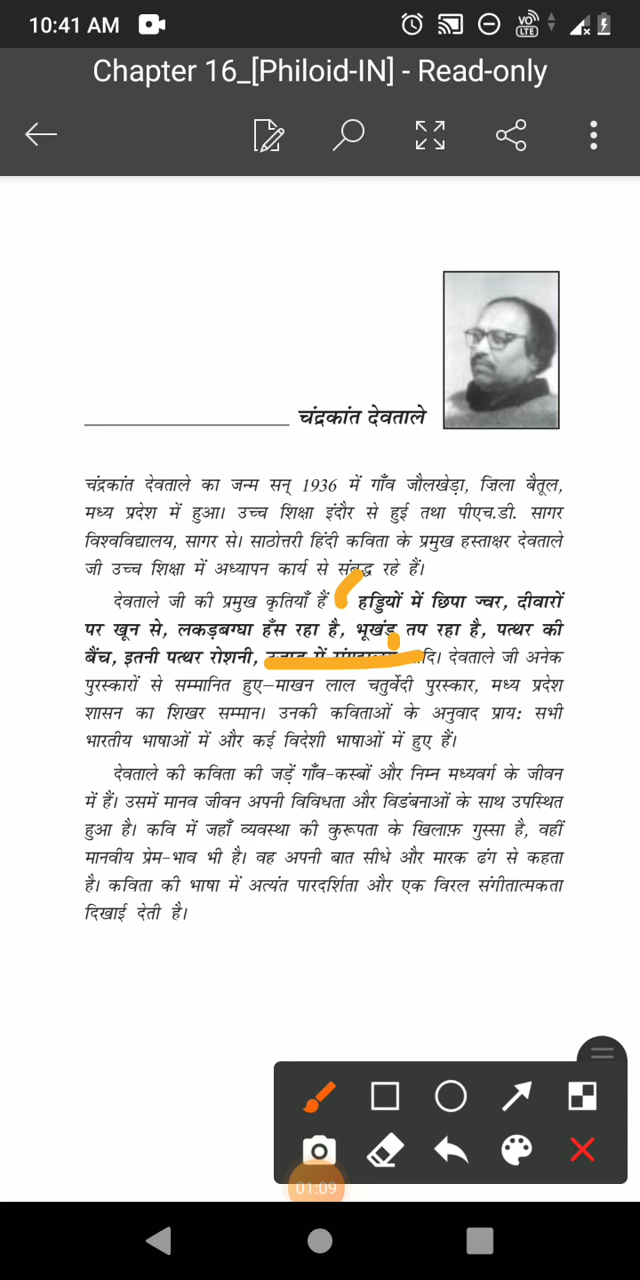 10:41 AM
VO LTE
Chapter 16_[Philoid-IN] - Read-only
चंद्रकांत देवताले
चंद्रकांत देवताले का जन्म सन् 1936 में गाँव जौलखेड़ा, ज़िला बैतूल,
मध्य प्रदेश में हुआ। उच्च शिक्षा इंदौर से हुई तथा पीएच.डी. सागर
विश्वविद्यालय, सागर से। साठोत्तरी हिंदी कविता के प्रमुख हस्ताक्षर देवताले
जी उच्च शिक्षा में अध्यापन कार्य से संबद्ध रहे हैं।
देवताले जी की प्रमुख कृतियाँ हैं हड्डियों में छिपा ज्वर, दीवारों
पर खून से, लकड़बग्घा हँस रहा है, भूखंड तप रहा है, पत्थर की
बैंच, इतनी पत्थर रोशनी, में देवताले जी अनेक
पुरस्कारों से सम्मानित हुए—माखन लाल चतुर्वेदी पुरस्कार, मध्य प्रदेश
शासन का शिखर सम्मान। उनकी कविताओं के अनुवाद प्राय: सभी
भारतीय भाषाओं में और कई विदेशी भाषाओं में हुए हैं।
देवताले की कविता की जड़ें गाँव-कस्बों और निम्न मध्यवर्ग के जीवन
में हैं। उसमें मानव जीवन अपनी विविधता और विडंबनाओं के साथ उपस्थित
हुआ है। कवि में जहाँ व्यवस्था की कुरूपता के खिलाफ़ गुस्सा है, वहीं
मानवीय प्रेम-भाव भी है। वह अपनी बात सीधे और मारक ढंग से कहता
है। कविता की भाषा में अत्यंत पारदर्शिता और एक विरल संगीतात्मकता
दिखाई देती है।
01:09